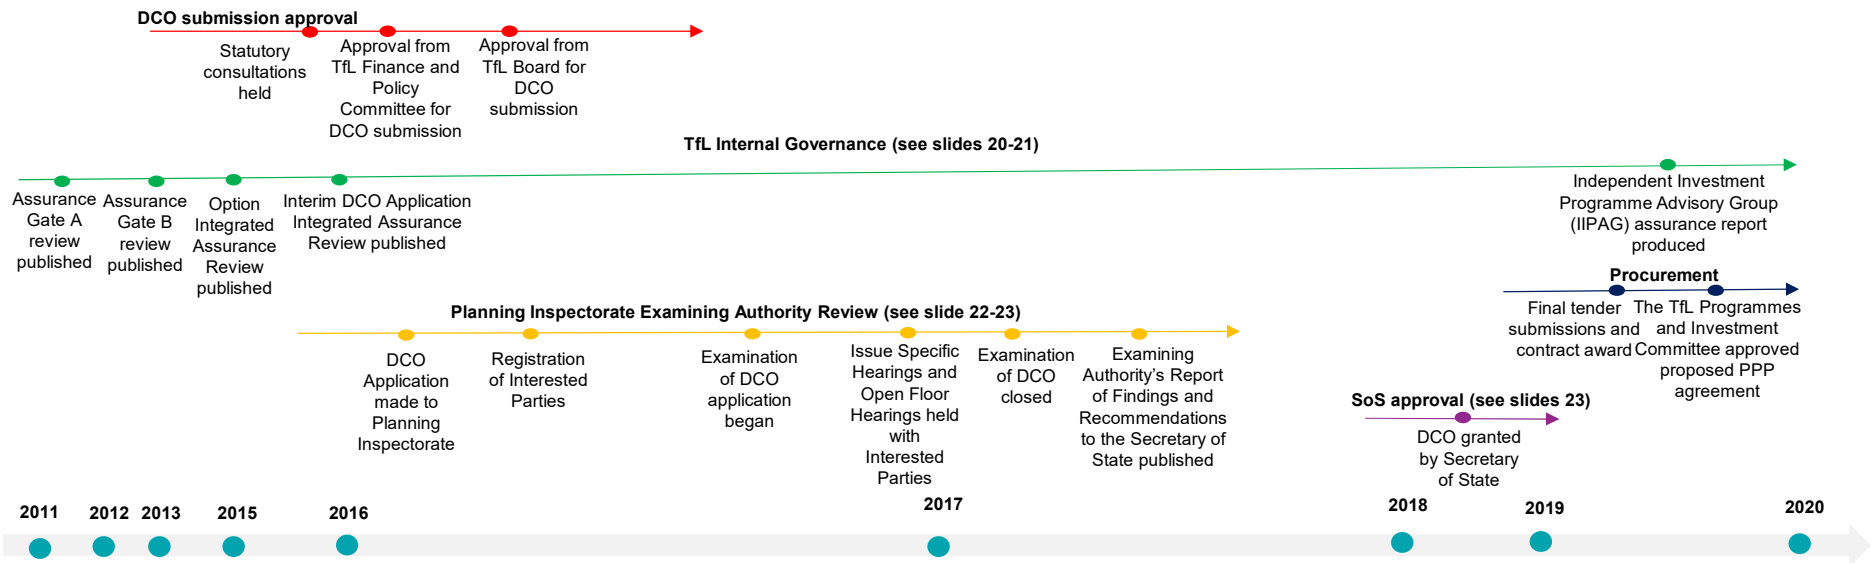 DCO submission approval
Statutory
consultations
held
Approval from
TfL Finance and
Policy
Committee for
DCO submission
Approval from
TfL Board for
DCO
submission
TfL Internal Governance (see slides 20-21)
Assurance
Gate A
review
published
Assurance
Gate B
review
published
Option
Integrated
Assurance
Review
published
Interim DCO Application
Integrated Assurance
Review published
Independent Investment
Programme Advisory Group
(IIPAG) assurance report
produced
Procurement
Final tender
submissions and
contract award
The TfL Programmes
and Investment
Committee approved
proposed PPP
agreement
Planning Inspectorate Examining Authority Review (see slide 22-23)
DCO
Application
made to
Planning
Inspectorate
Registration
of Interested
Parties
Examination
of DCO
application
began
Issue Specific
Hearings and
Open Floor
Hearings held
with
Interested
Parties
Examination
of DCO
closed
Examining
Authority's Report
of Findings and
Recommendations
to the Secretary of
State published
SoS approval (see slides 23)
DCO granted
by Secretary
of State
2011
2012
2013
2015
2016
2017
2018
2019
2020